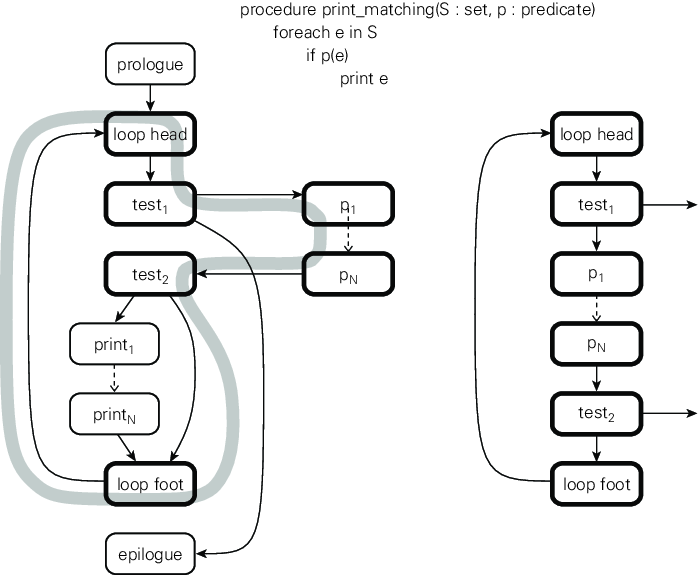 procedure print_matching(S : set, p : predicate)
foreach e in S
if p(e)
print e
prologue
loop head
test1
p1
test2
pN
print1
printN
loop foot
epilogue
loop head
test1
p1
pN
test2
loop foot